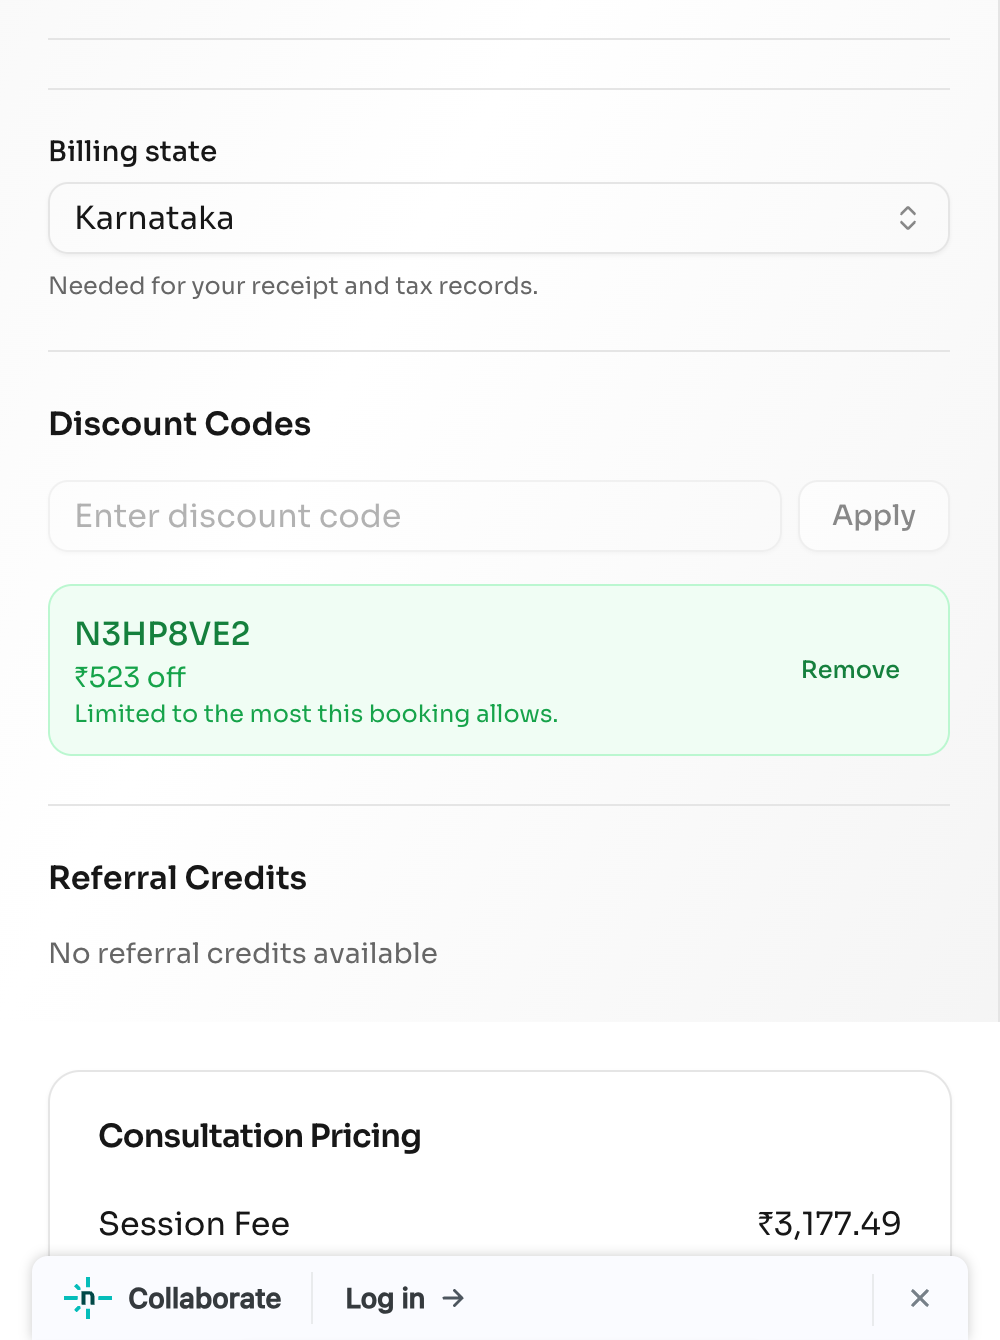 Billing state
Karnataka
Needed for your receipt and tax records.
Discount Codes
Enter discount code
Apply
N3HP8VE2
₹523 off
Remove
Limited to the most this booking allows.
Referral Credits
No referral credits available
Consultation Pricing
Session Fee ₹3,177.49
n Collaborate Log in →